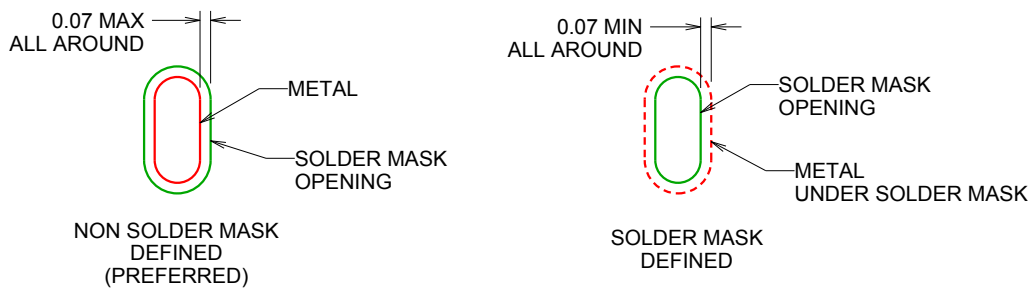 0.07 MAX
ALL AROUND
METAL
SOLDER MASK
OPENING
NON SOLDER MASK
DEFINED
(PREFERRED)
0.07 MIN
ALL AROUND
SOLDER MASK
OPENING
METAL
UNDER SOLDER MASK
SOLDER MASK
DEFINED